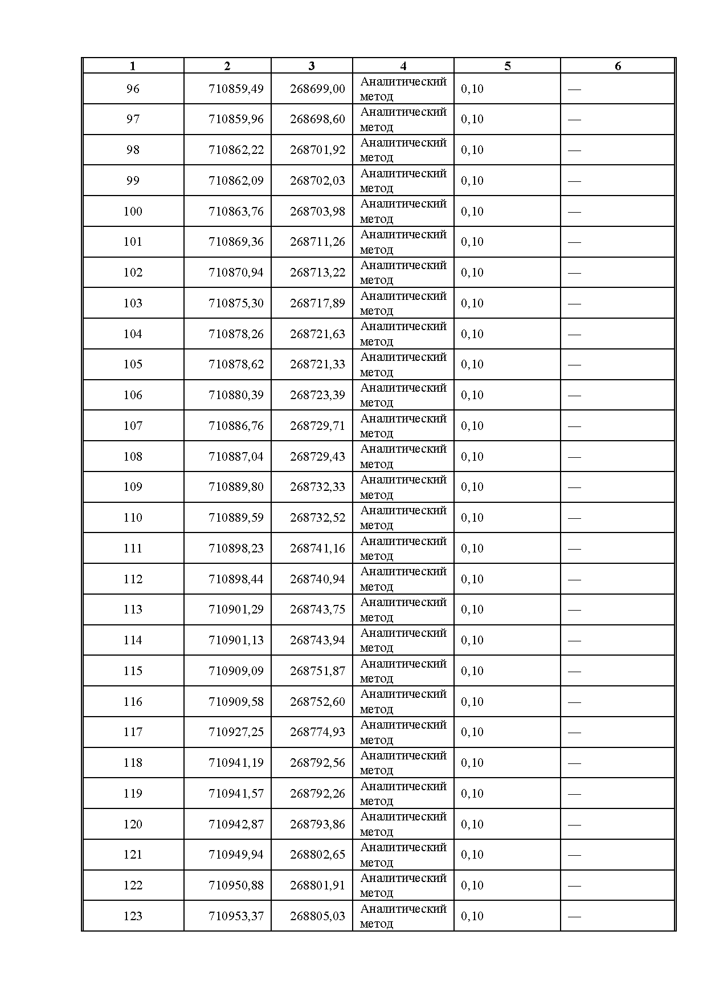 1 2 3 4 5 6
96 710859,49 268699,00 Аналитический метод 0,10 —
97 710859,96 268698,60 Аналитический метод 0,10 —
98 710862,22 268701,92 Аналитический метод 0,10 —
99 710862,09 268702,03 Аналитический метод 0,10 —
100 710863,76 268703,98 Аналитический метод 0,10 —
101 710869,36 268711,26 Аналитический метод 0,10 —
102 710870,94 268713,22 Аналитический метод 0,10 —
103 710875,30 268717,89 Аналитический метод 0,10 —
104 710878,26 268721,63 Аналитический метод 0,10 —
105 710878,62 268721,33 Аналитический метод 0,10 —
106 710880,39 268723,39 Аналитический метод 0,10 —
107 710886,76 268729,71 Аналитический метод 0,10 —
108 710887,04 268729,43 Аналитический метод 0,10 —
109 710889,80 268732,33 Аналитический метод 0,10 —
110 710889,59 268732,52 Аналитический метод 0,10 —
111 710898,23 268741,16 Аналитический метод 0,10 —
112 710898,44 268740,94 Аналитический метод 0,10 —
113 710901,29 268743,75 Аналитический метод 0,10 —
114 710901,13 268743,94 Аналитический метод 0,10 —
115 710909,09 268751,87 Аналитический метод 0,10 —
116 710909,58 268752,60 Аналитический метод 0,10 —
117 710927,25 268774,93 Аналитический метод 0,10 —
118 710941,19 268792,56 Аналитический метод 0,10 —
119 710941,57 268792,26 Аналитический метод 0,10 —
120 710942,87 268793,86 Аналитический метод 0,10 —
121 710949,94 268802,65 Аналитический метод 0,10 —
122 710950,88 268801,91 Аналитический метод 0,10 —
123 710953,37 268805,03 Аналитический метод 0,10 —